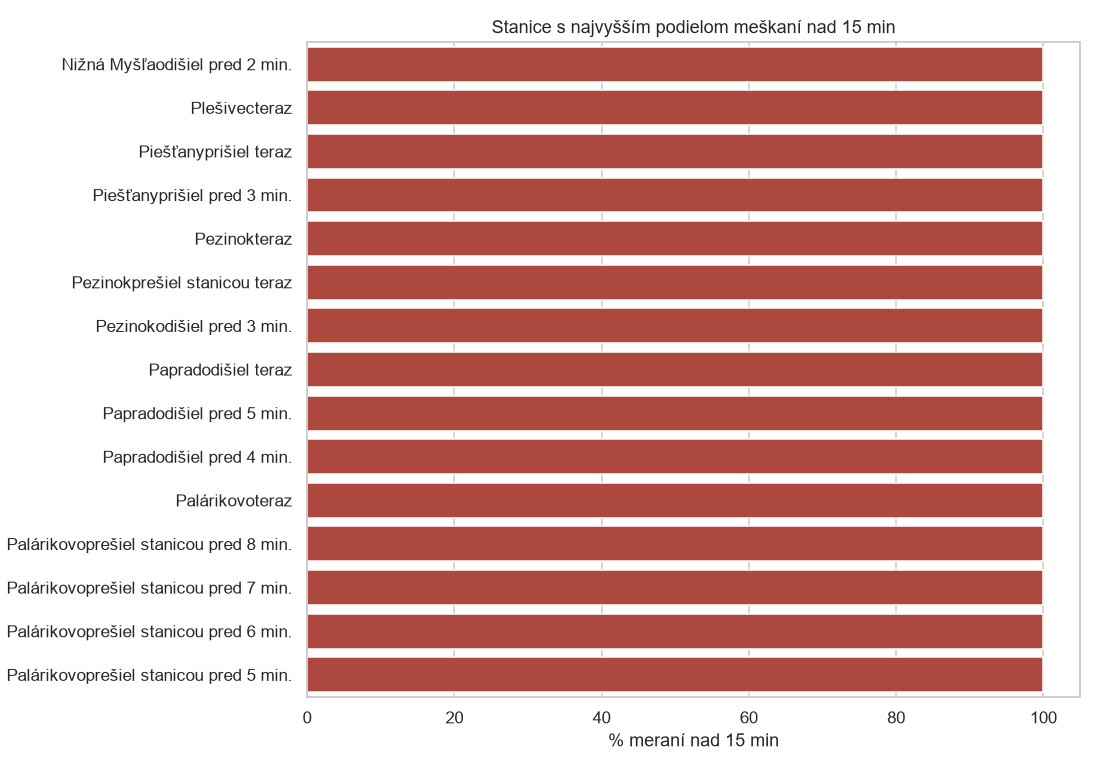 Stanice s najvyšším podielom meškaní nad 15 min
Nižná Myšľaodišiel pred 2 min.
Plešivecteraz
Piešťanyprišiel teraz
Piešťanyprišiel pred 3 min.
Pezinokteraz
Pezinokprešiel stanicou teraz
Pezinokodišiel pred 3 min.
Papradodišiel teraz
Papradodišiel pred 5 min.
Papradodišiel pred 4 min.
Palárikovoteraz
Palárikovoprešiel stanicou pred 8 min.
Palárikovoprešiel stanicou pred 7 min.
Palárikovoprešiel stanicou pred 6 min.
Palárikovoprešiel stanicou pred 5 min.
0 20 40 60 80 100
% meraní nad 15 min